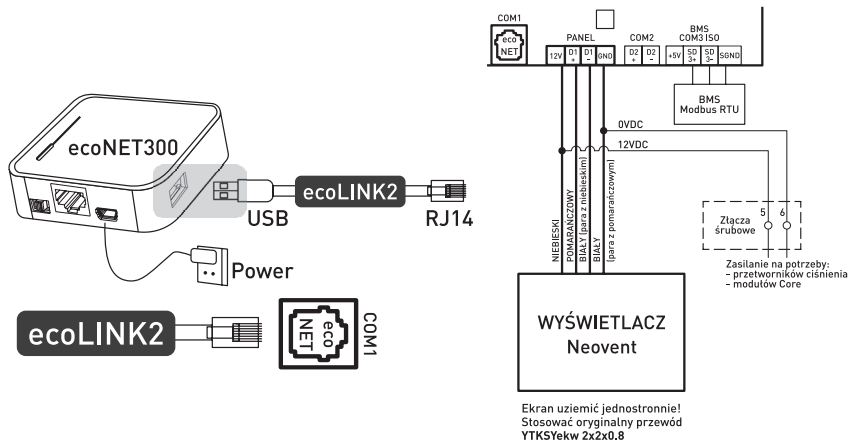 ecoNET300
ecoLINK2
USB
RJ14
Power
ecoLINK2
eco
NET
COM1
COM1
eco
NET
PANEL
12V
D1
+
D1
-
GND
COM2
D2
+
D2
-
BMS
COM3 ISO
+5V
SD
3+
SD
3-
SGND
BMS
Modbus RTU
0VDC
12VDC
NIEBIESKI
POMARAŃCZOWY
BIAŁY (para z niebieskim)
BIAŁY
(para z pomarańczowym)
5
6
Złącza
śrubowe
Zasilanie na potrzeby:
- przetworników ciśnienia
- modułów Core
WYŚWIETLACZ
Neovent
Ekran uziemić jednostronnie!
Stosować oryginalny przewód
YTKSYekw 2x2x0.8